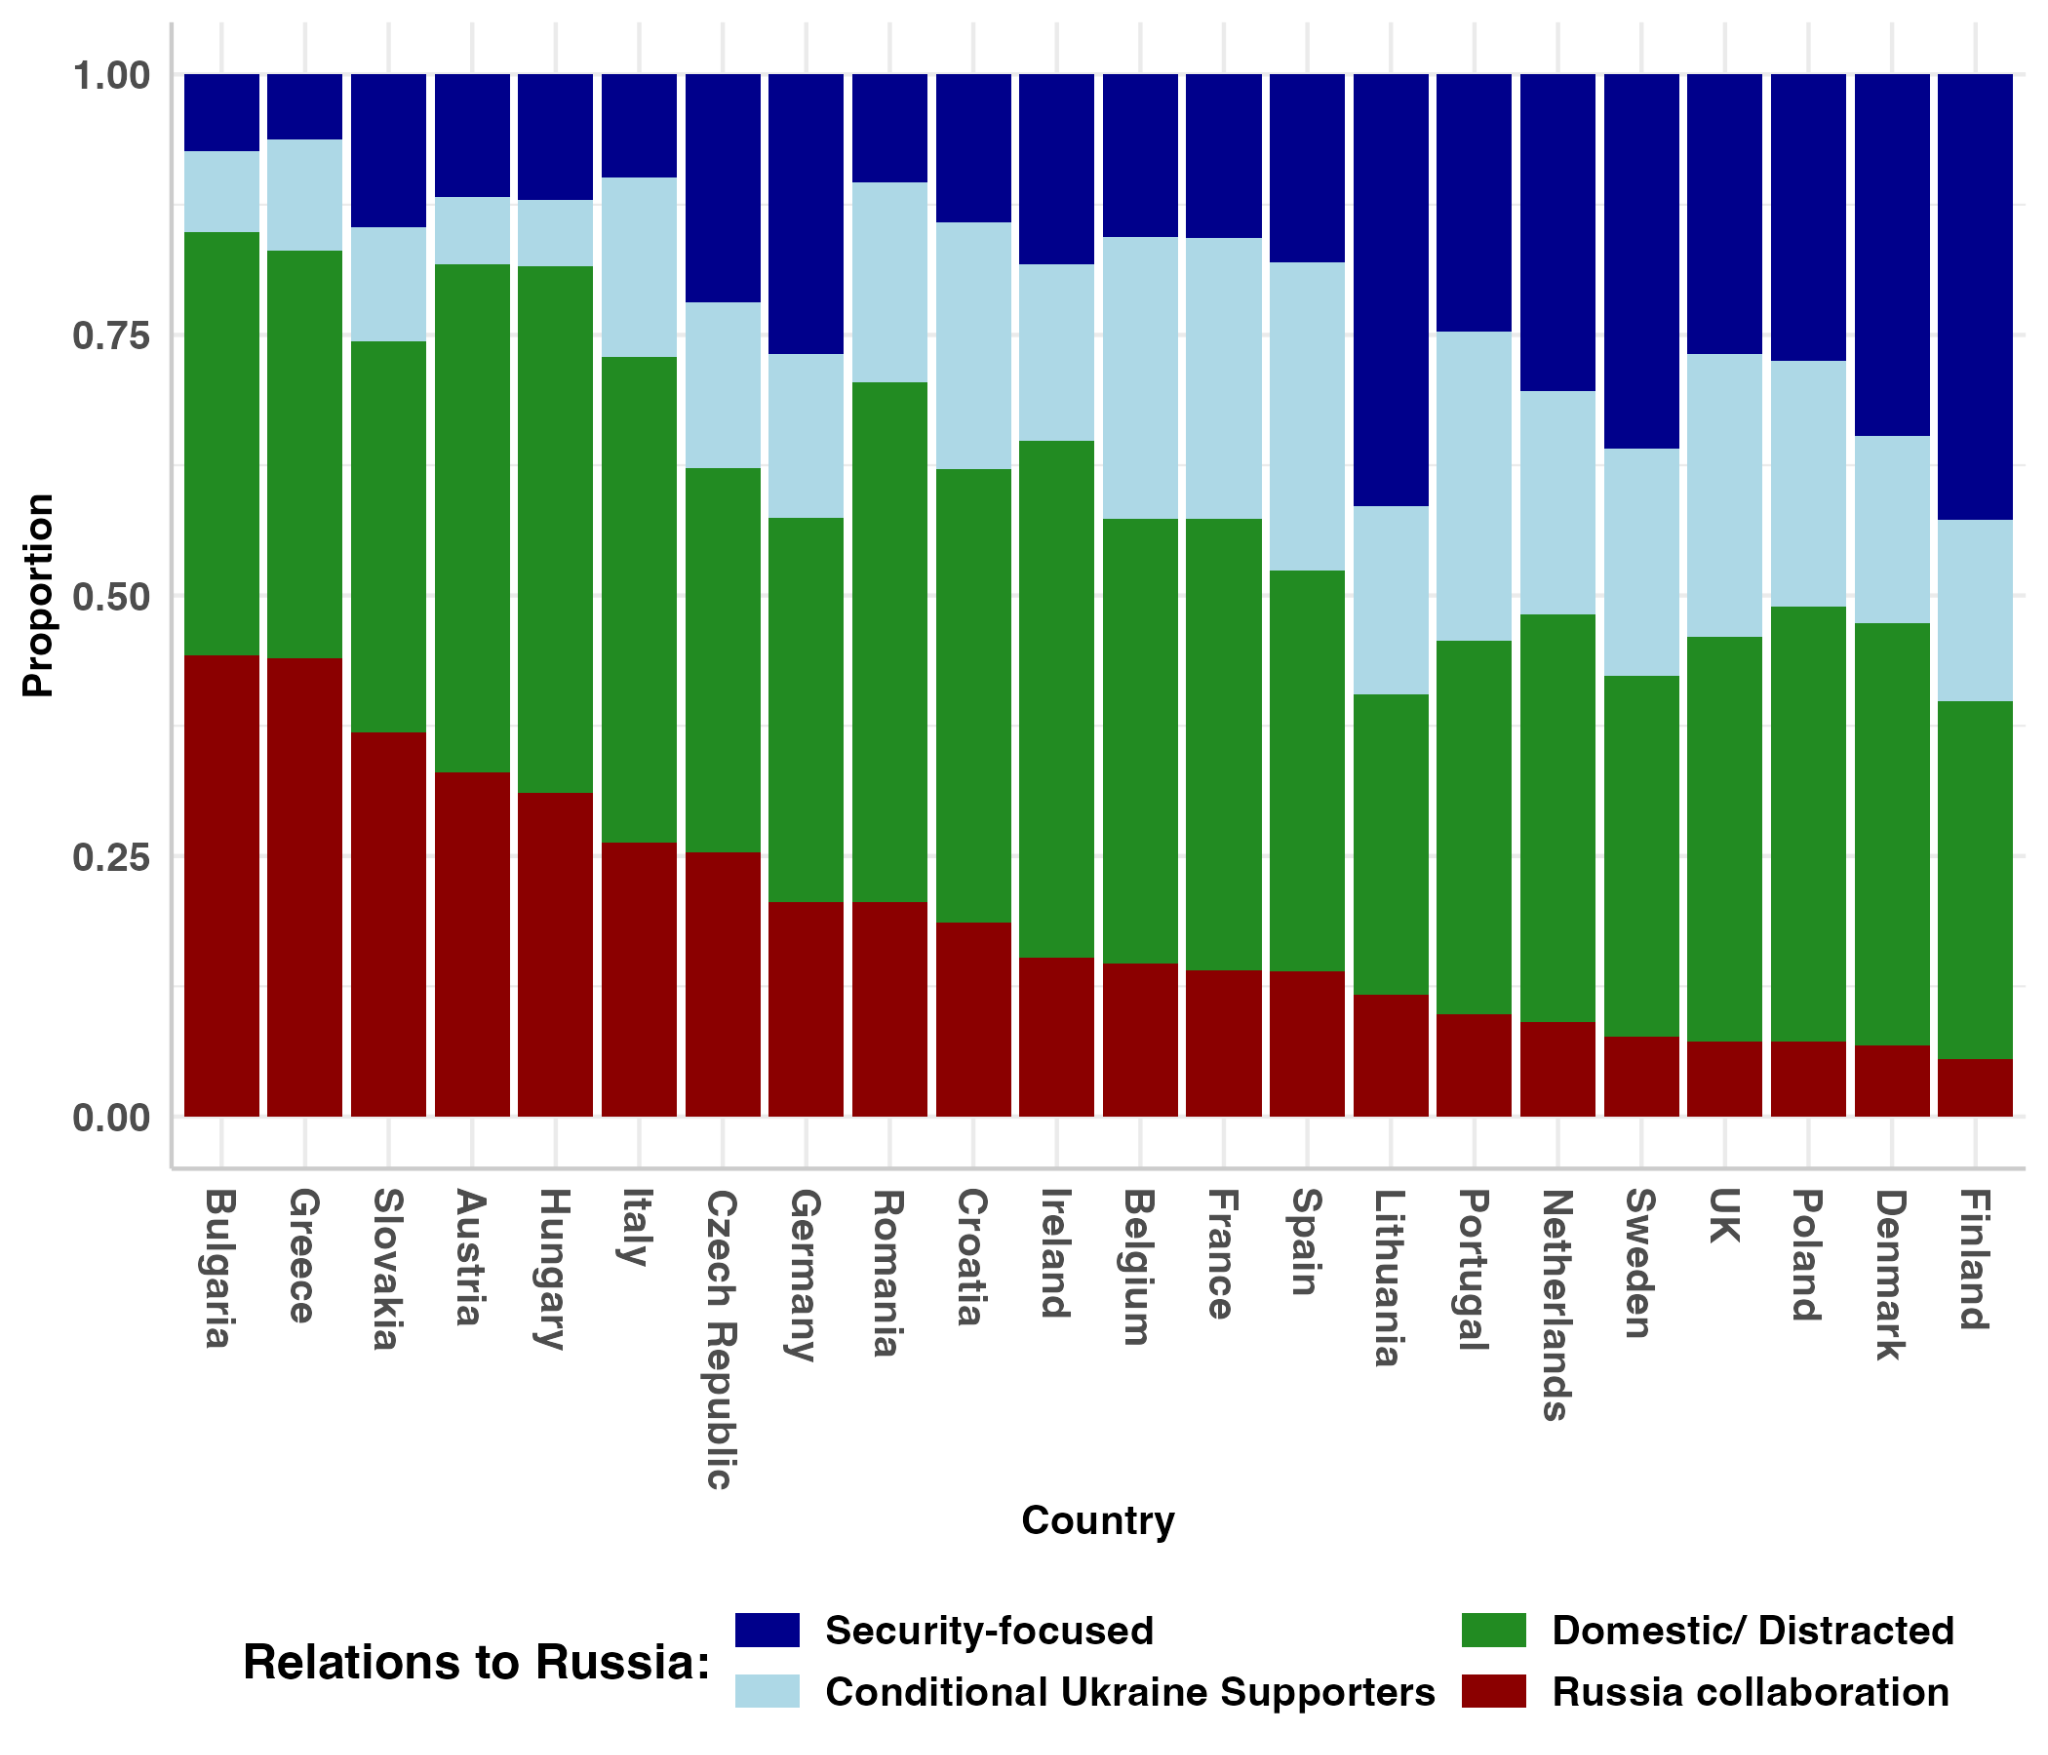 1.00
0.75
0.50
0.25
0.00
Proportion
Bulgaria
Greece
Slovakia
Austria
Hungary
Italy
Czech Republic
Germany
Romania
Croatia
Ireland
Belgium
France
Spain
Lithuania
Portugal
Netherlands
Sweden
UK
Poland
Denmark
Finland
Country
Relations to Russia:
Security-focused
Conditional Ukraine Supporters
Domestic/ Distracted
Russia collaboration